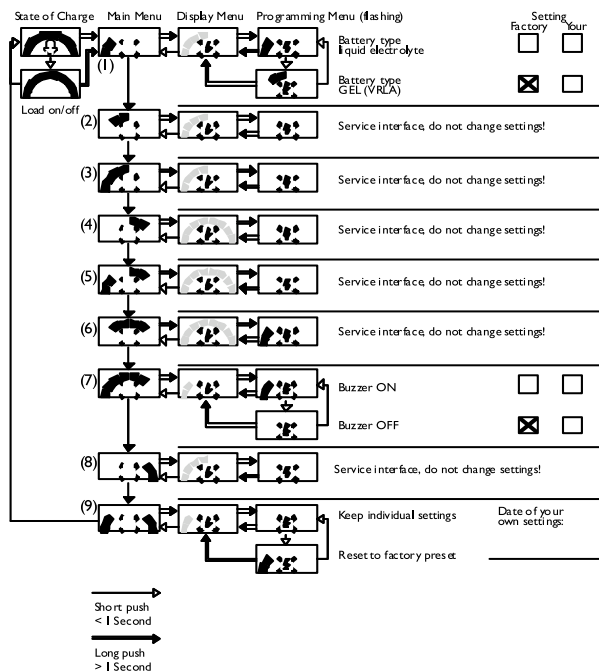 State of Charge Main Menu Display Menu Programming Menu (flashing)
Setting
Factory Your
(1)
Battery type
liquid electrolyte
Battery type
GEL (VRLA)
Load on/off
(2) Service interface, do not change settings!
(3) Service interface, do not change settings!
(4) Service interface, do not change settings!
(5) Service interface, do not change settings!
(6) Service interface, do not change settings!
(7) Buzzer ON
Buzzer OFF
(8) Service interface, do not change settings!
(9) Keep individual settings
Date of your
own settings:
Reset to factory preset
Short push
< 1 Second
Long push
> 1 Second